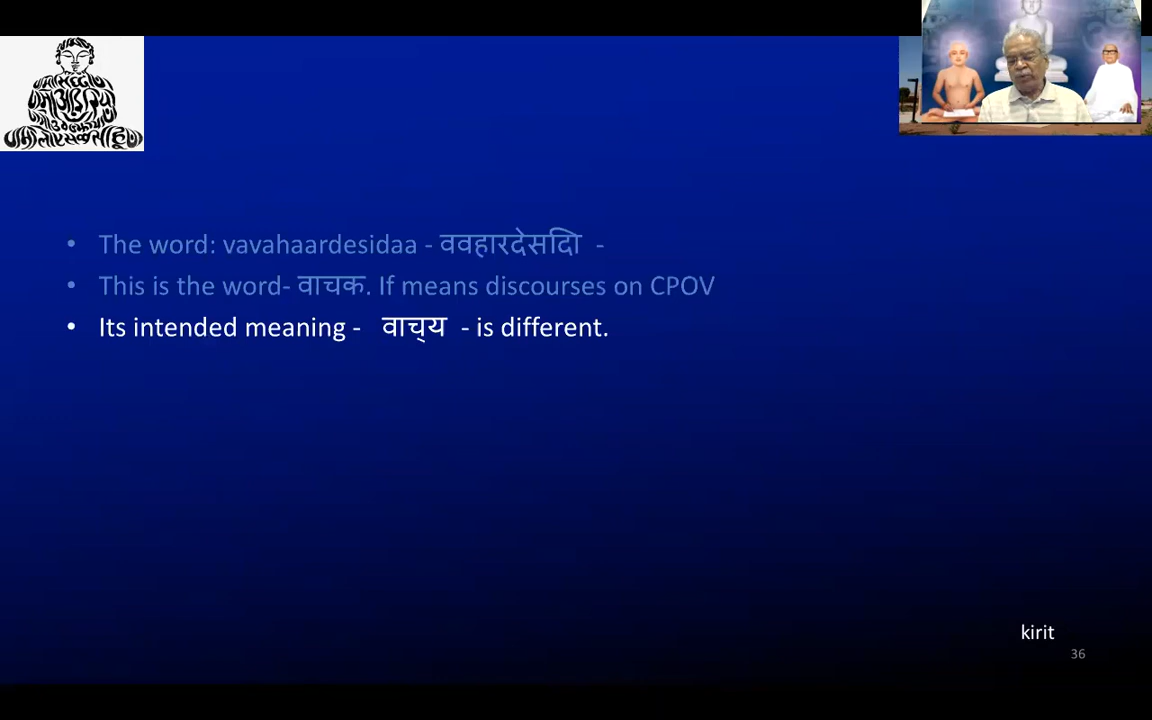 • The word: vavahaardesidaa - ववहारदेसिदा -
• This is the word- वाचक. If means discourses on CPOV
• Its intended meaning - वाच्य - is different.
kirit
36